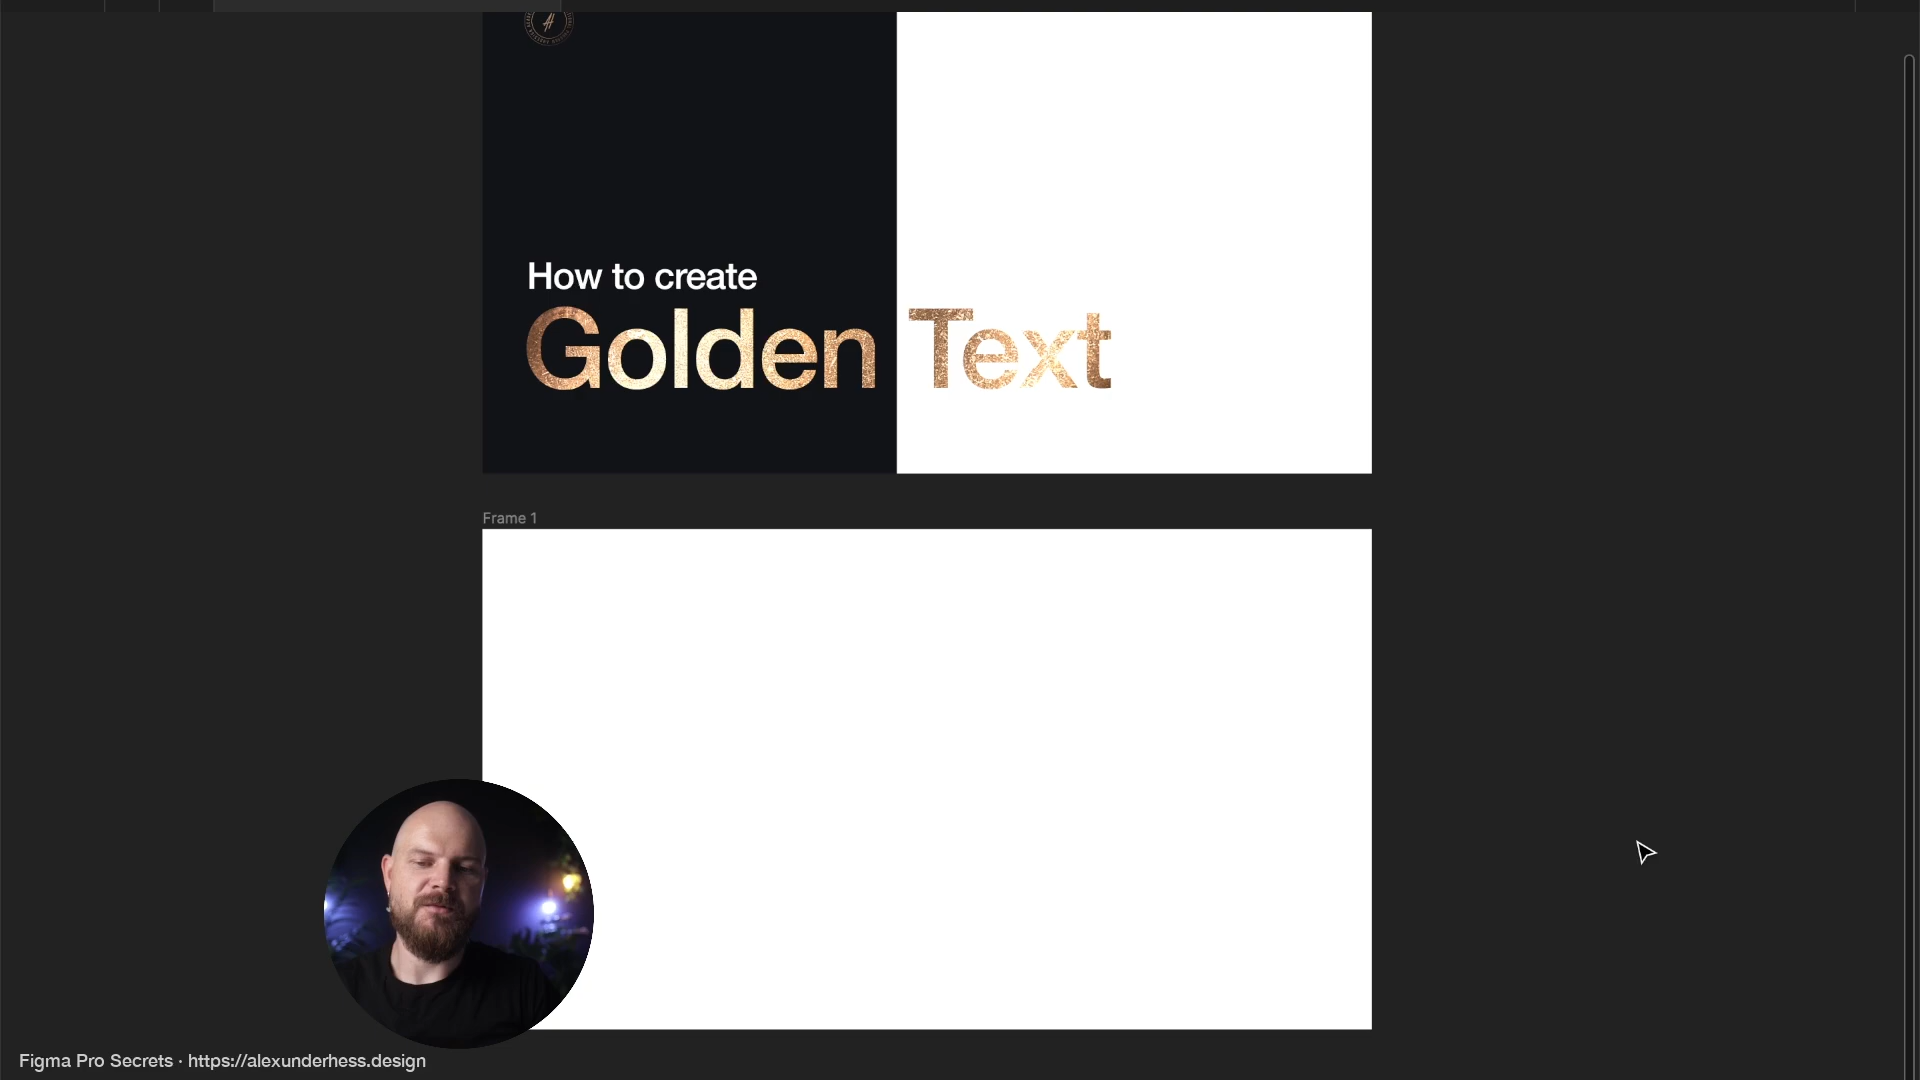 How to create
Golden Text
Frame 1
Figma Pro Secrets · https://alexunderhess.design